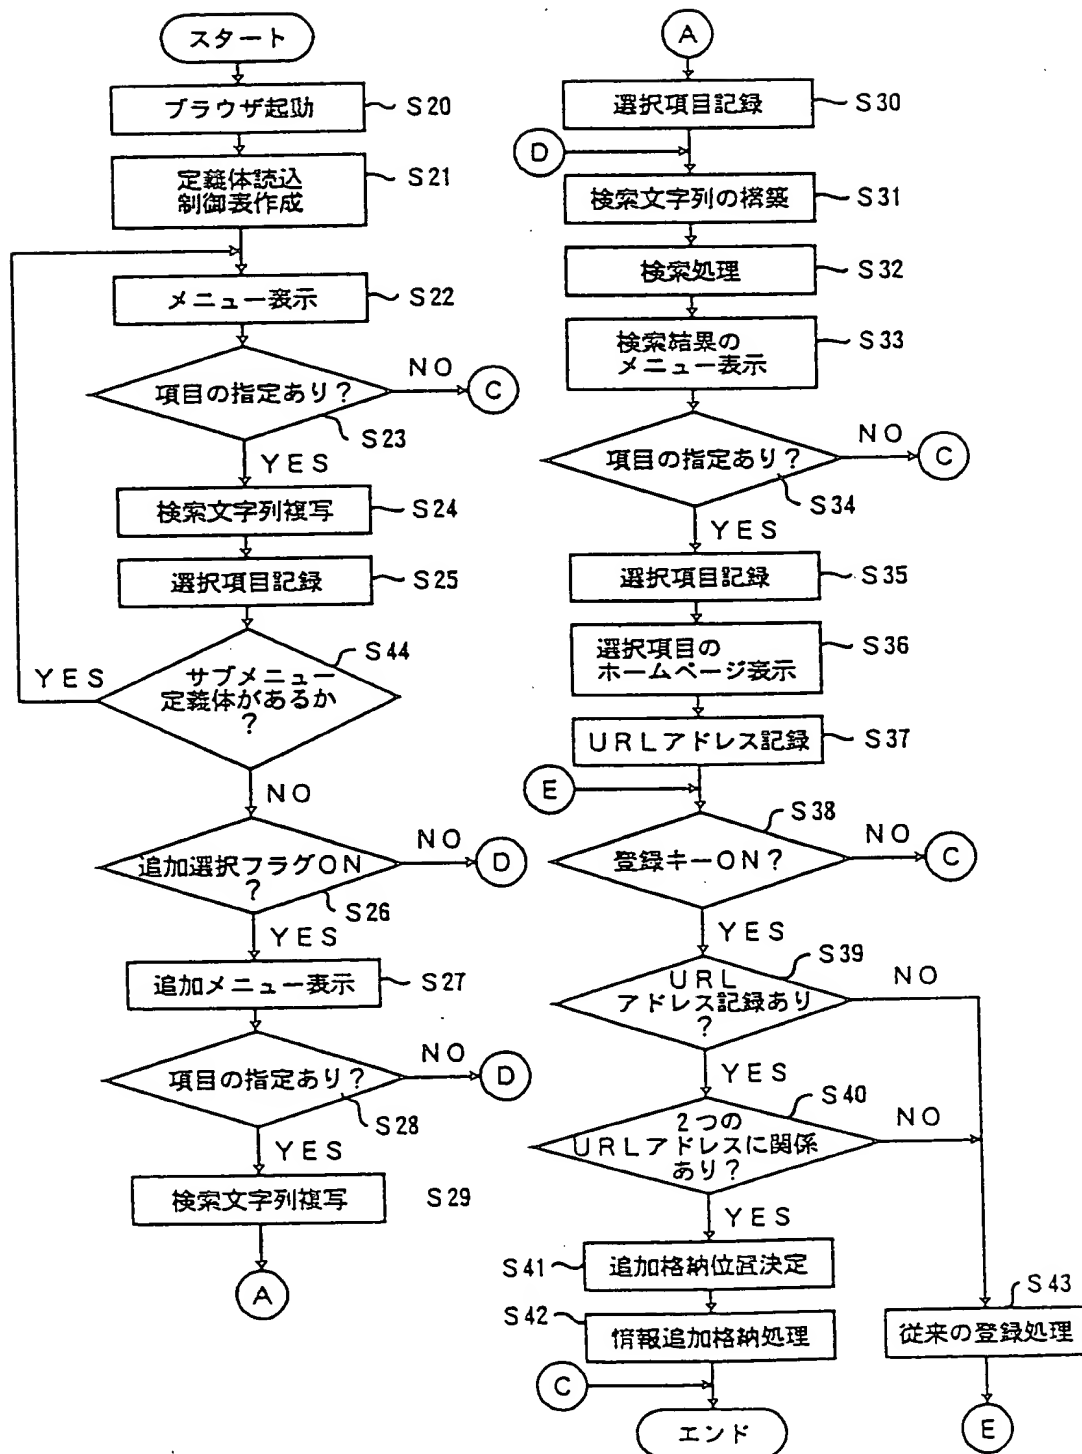 スタート
ブラウザ起動
S20
定義体読込
制御表作成
S21
メニュー表示
S22
項目の指定あり?
NO
C
S23
YES
検索文字列複写
S24
選択項目記録
S25
S44
サブメニュー
定義体があるか
?
YES
NO
追加選択フラグON
?
NO
D
S26
YES
追加メニュー表示
S27
項目の指定あり?
NO
D
S28
YES
検索文字列複写
S29
A
A
選択項目記録
S30
D
検索文字列の構築
S31
検索処理
S32
検索結果の
メニュー表示
S33
項目の指定あり?
NO
C
S34
YES
選択項目記録
S35
選択項目の
ホームページ表示
S36
URLアドレス記録
S37
E
S38
登録キーON?
NO
C
YES
S39
URL
アドレス記録あり
?
NO
YES
S40
2つの
URLアドレスに関係
あり?
NO
YES
S41
追加格納位置決定
S42
情報追加格納処理
S43
従来の登録処理
C
エンド
E